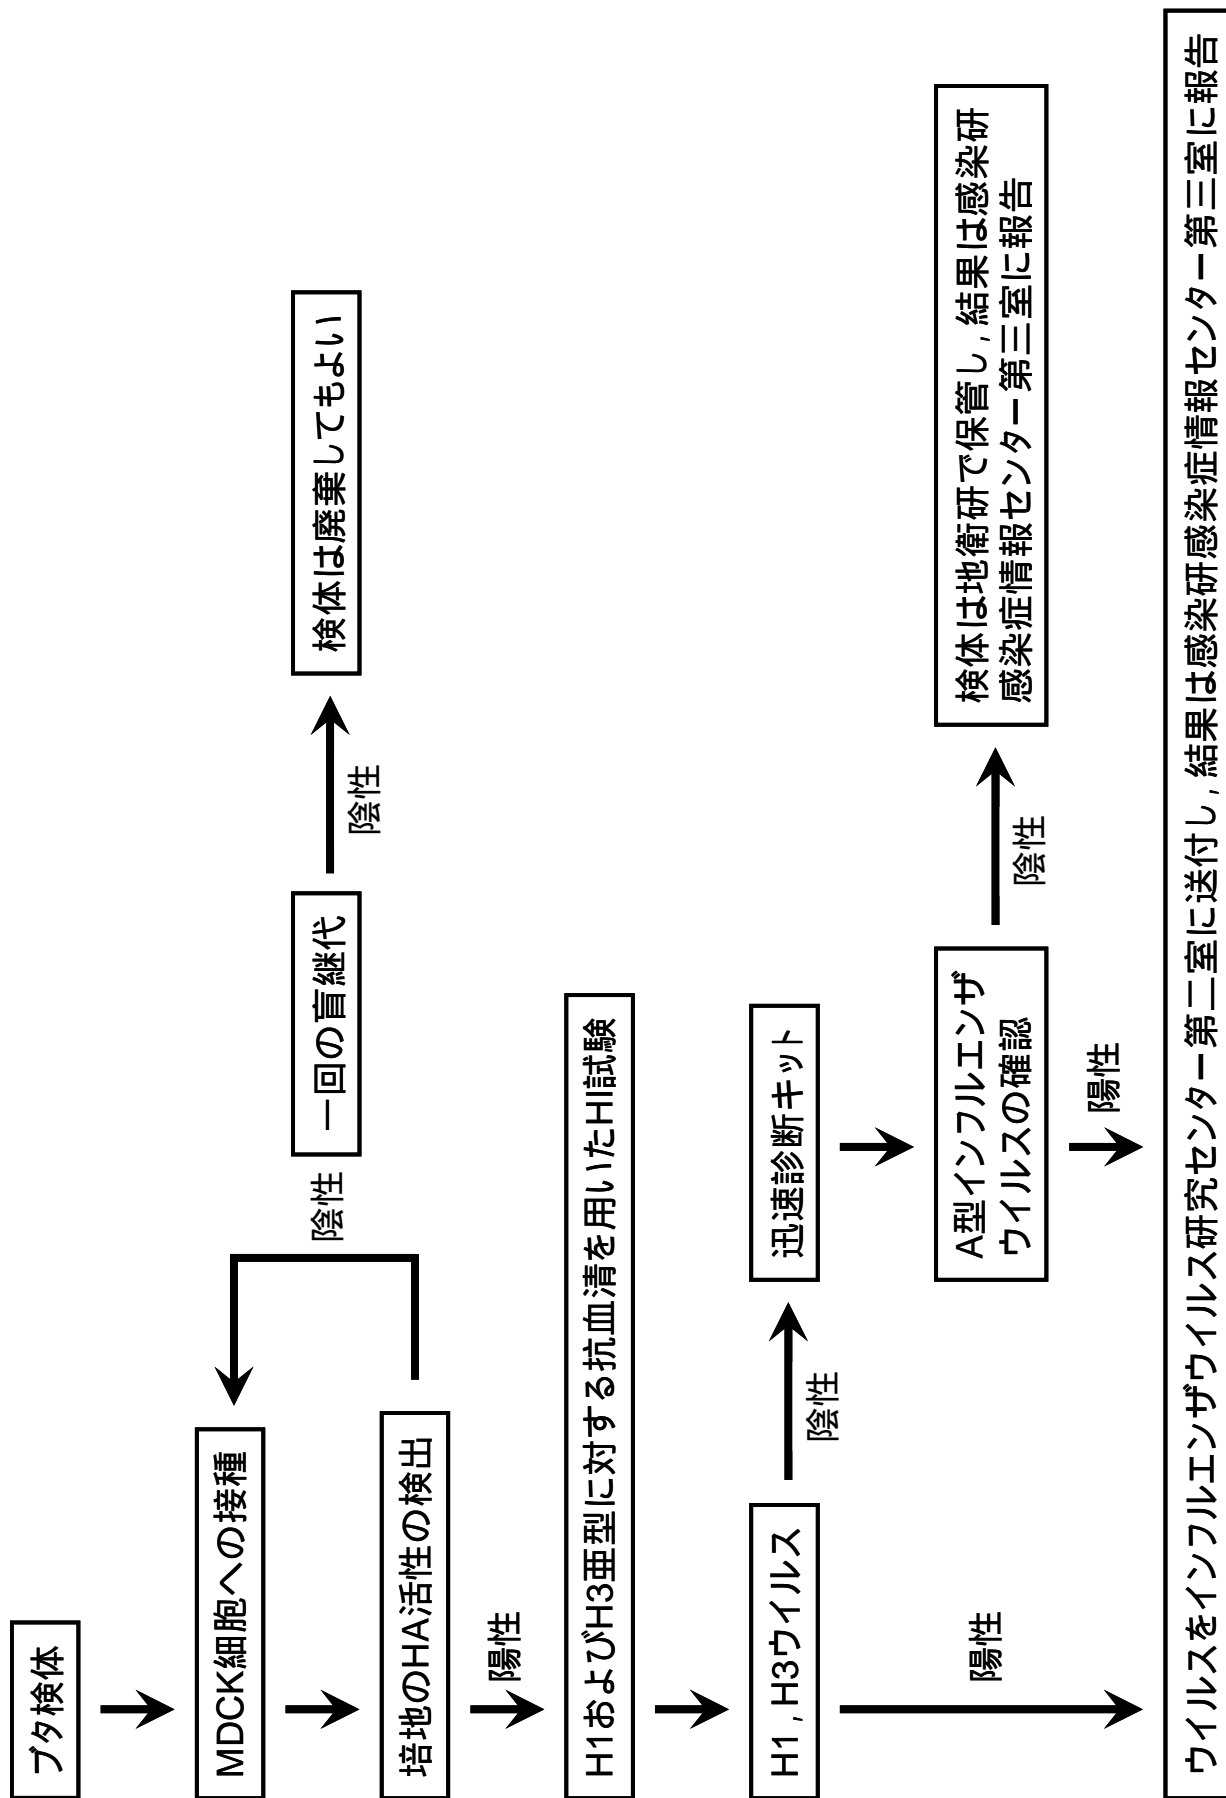 ブタ検体
MDCK細胞への接種
培地のHA活性の検出
陰性
一回の盲継代
陰性
検体は廃棄してもよい
陽性
H1およびH3亜型に対する抗血清を用いたHI試験
H1,H3ウイルス
陰性
迅速診断キット
A型インフルエンザ
ウイルスの確認
陰性
検体は地衛研で保管し,結果は感染研
感染症情報センター第三室に報告
陽性
陽性
ウイルスをインフルエンザウイルス研究センター第二室に送付し,結果は感染研感染症情報センター第三室に報告